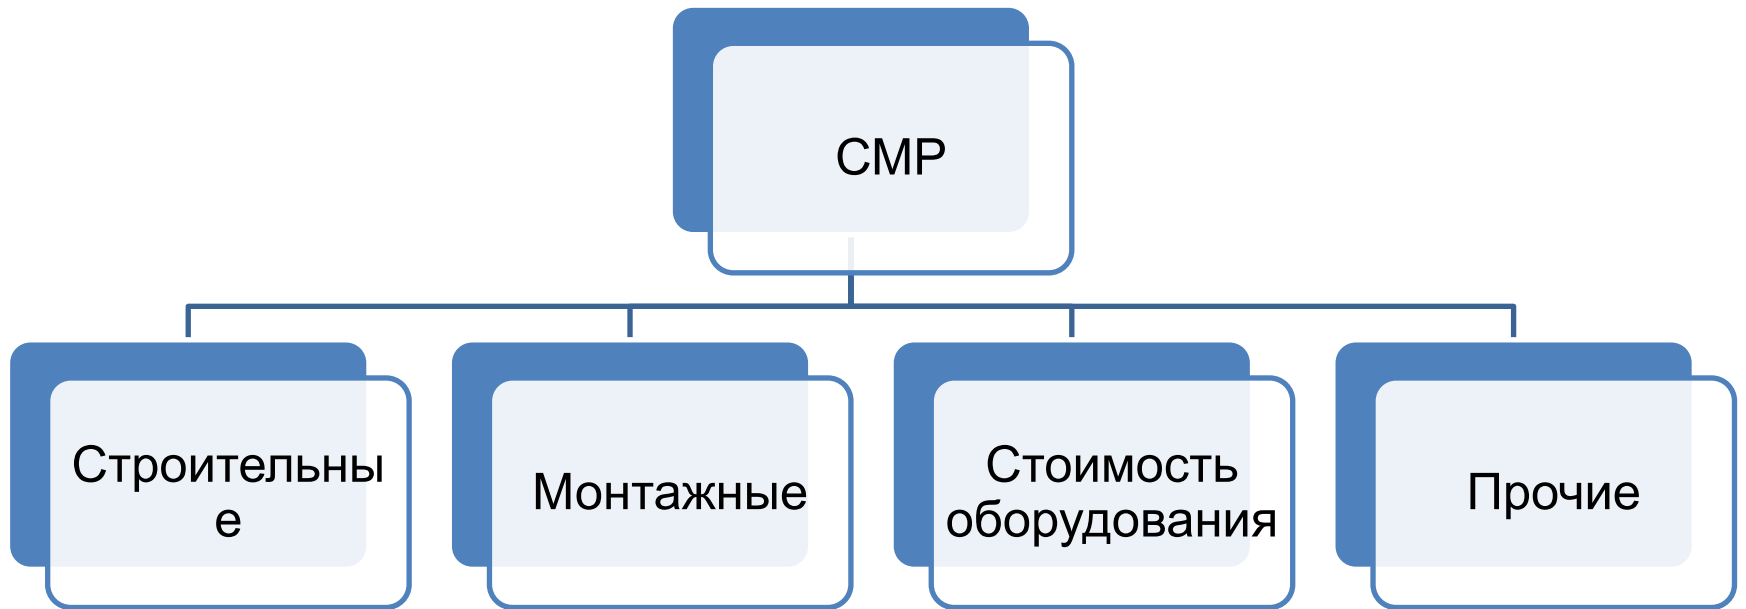 СМР
Строительны
е
Монтажные
Стоимость
оборудования
Прочие